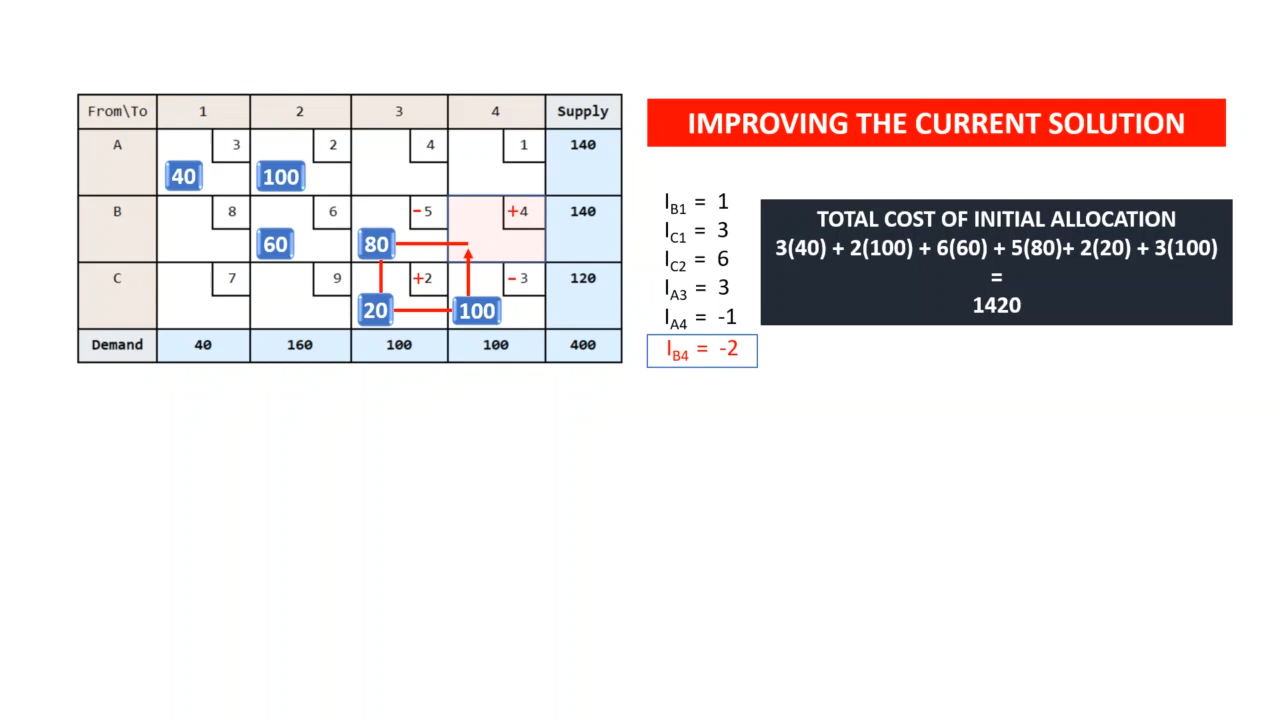 From\To 1 2 3 4 Supply
A 3 2 4 1 140
40 100
B 8 6 -5 +4 140
60 80
C 7 9 +2 -3 120
20 100
Demand 40 160 100 100 400
IMPROVING THE CURRENT SOLUTION
IB1 = 1
IC1 = 3
IC2 = 6
IA3 = 3
IA4 = -1
IB4 = -2
TOTAL COST OF INITIAL ALLOCATION
3(40) + 2(100) + 6(60) + 5(80)+ 2(20) + 3(100)
=
1420